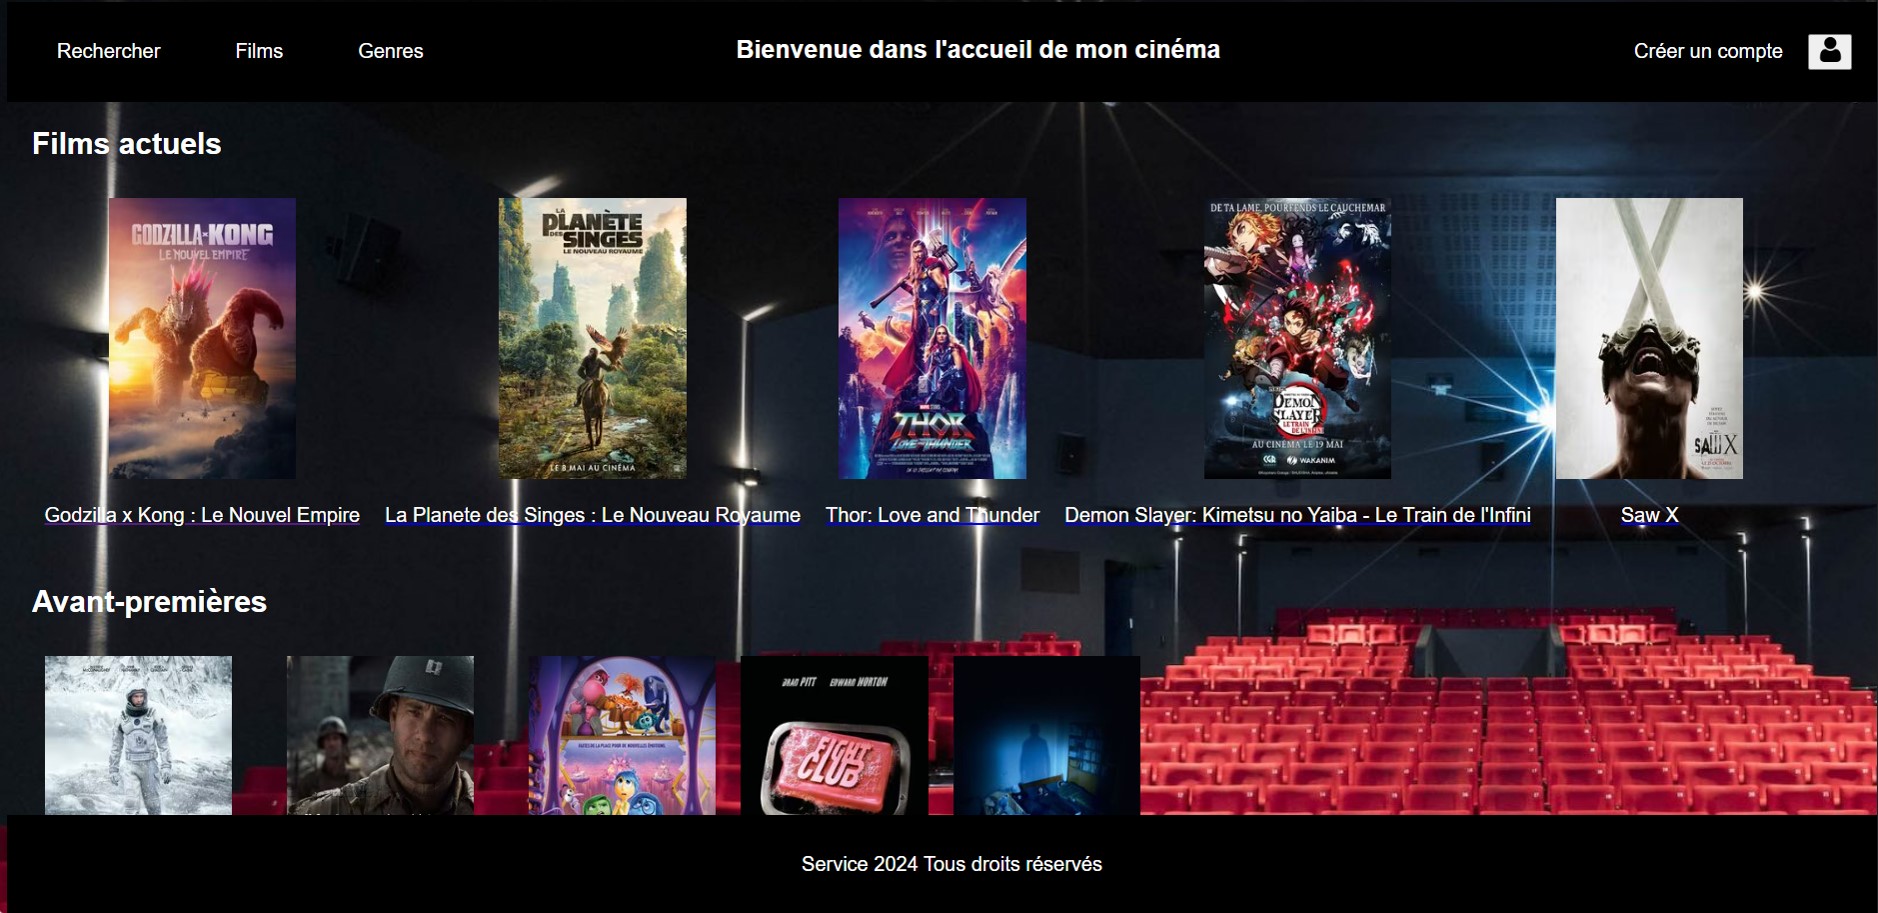 Rechercher
Films
Genres
Bienvenue dans l'accueil de mon cinéma
Créer un compte
Films actuels
GODZILLA x KONG
LE NOUVEL EMPIRE
LA
PLANÈTE
DES SINGES
LE NOUVEAU ROYAUME
LE 8 MAI AU CINÉMA
THOR
LOVE AND THUNDER
DE TA LAME, POURFENDS LE CAUCHEMAR
DEMON
SLAYER
LE TRAIN
DE L'INFINI
AU CINÉMA LE 19 MAI
CGR
WAKANIM
SAW X
Godzilla x Kong : Le Nouvel Empire
La Planete des Singes : Le Nouveau Royaume
Thor: Love and Thunder
Demon Slayer: Kimetsu no Yaiba - Le Train de l'Infini
Saw X
Avant-premières
BRAD PITT
EDWARD NORTON
FIGHT
CLUB
Service 2024 Tous droits réservés